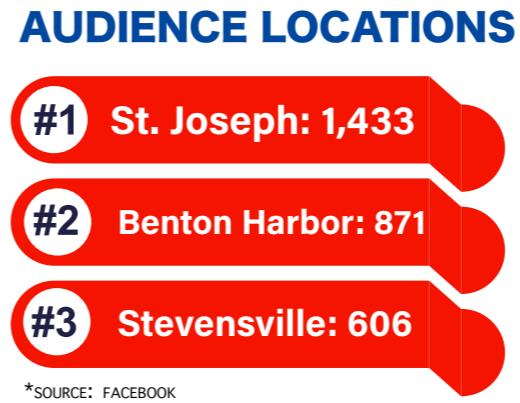 AUDIENCE LOCATIONS
#1 St. Joseph: 1,433
#2 Benton Harbor: 871
#3 Stevensville: 606
*SOURCE: FACEBOOK